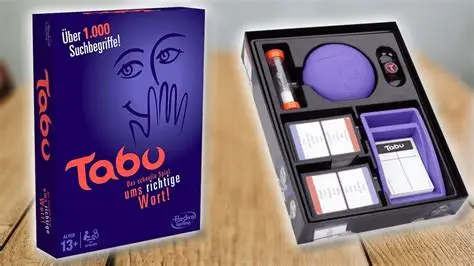 Über 1.000
Suchbegriffe!
Tabu
Das schnelle Spiel
ums richtige
Wort!
Hasbro
Gaming
ALTER
13+
Tabu